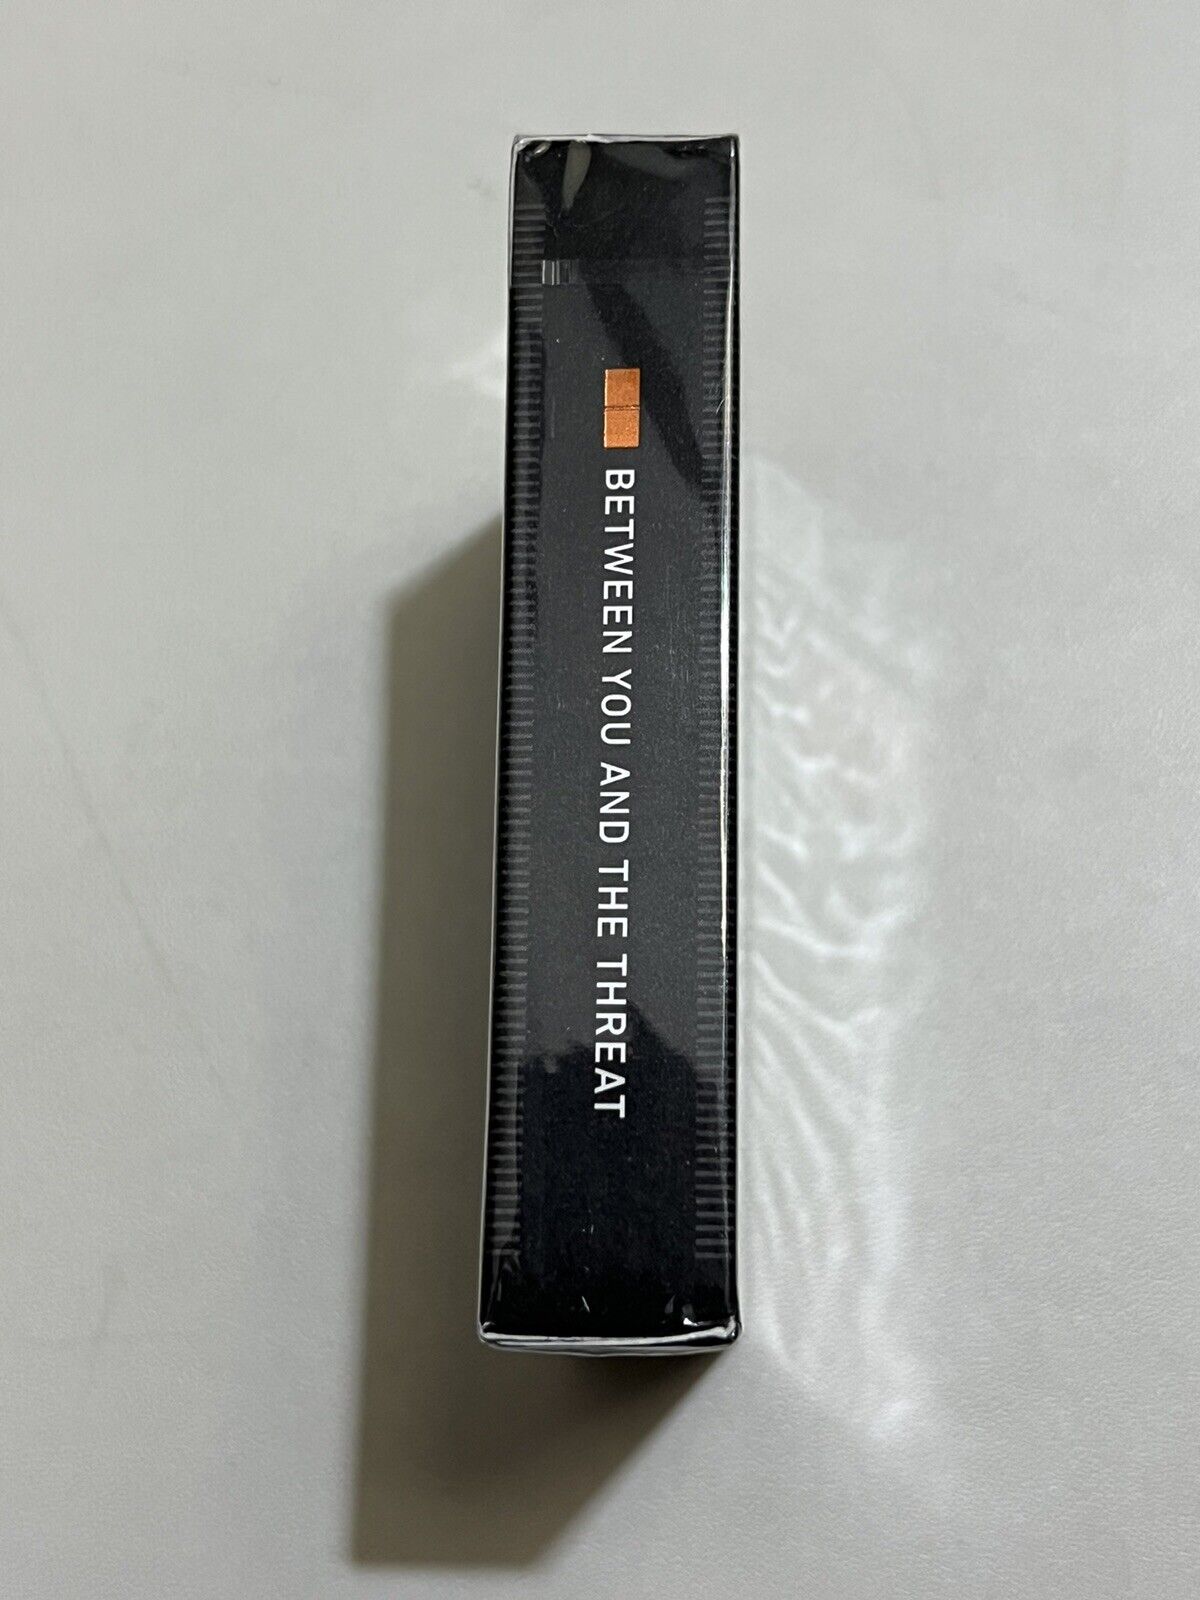 BETWEEN YOU AND THE THREAT